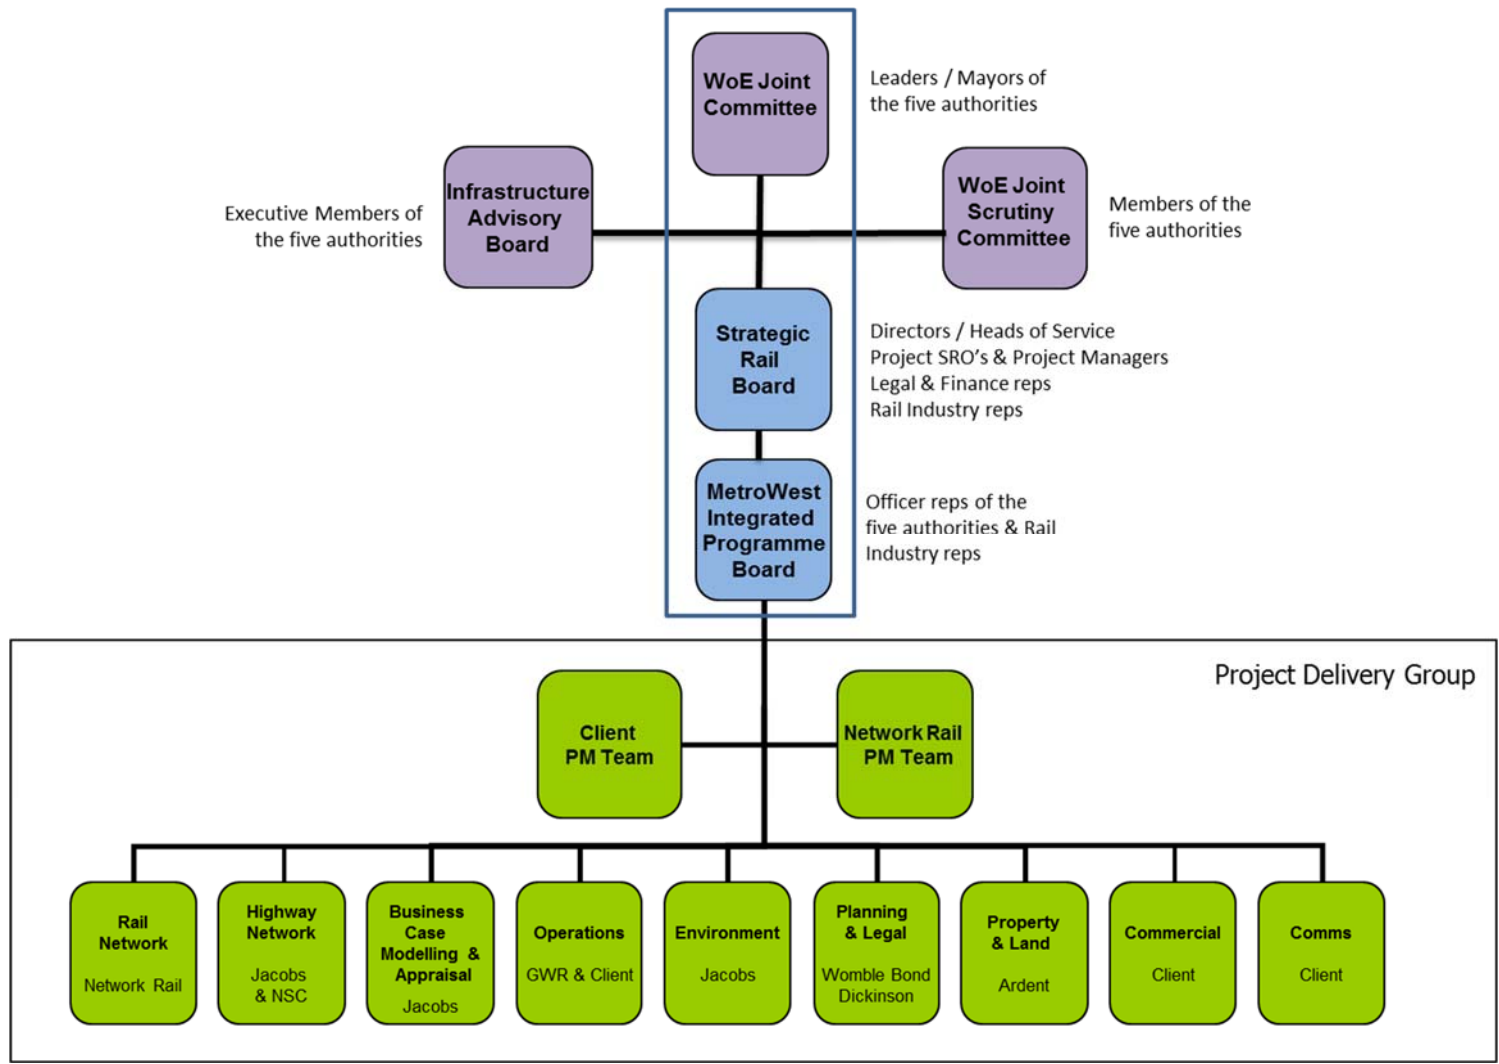 WoE Joint
Committee
Leaders / Mayors of
the five authorities
Infrastructure
Advisory
Board
Executive Members of
the five authorities
WoE Joint
Scrutiny
Committee
Members of the
five authorities
Strategic
Rail
Board
Directors / Heads of Service
Project SRO's & Project Managers
Legal & Finance reps
Rail Industry reps
MetroWest
Integrated
Programme
Board
Officer reps of the
five authorities & Rail
Industry reps
Project Delivery Group
Client
PM Team
Network Rail
PM Team
Rail
Network
Network Rail
Highway
Network
Jacobs
& NSC
Business
Case
Modelling &
Appraisal
Jacobs
Operations
GWR & Client
Environment
Jacobs
Planning
& Legal
Womble Bond
Dickinson
Property
& Land
Ardent
Commercial
Client
Comms
Client